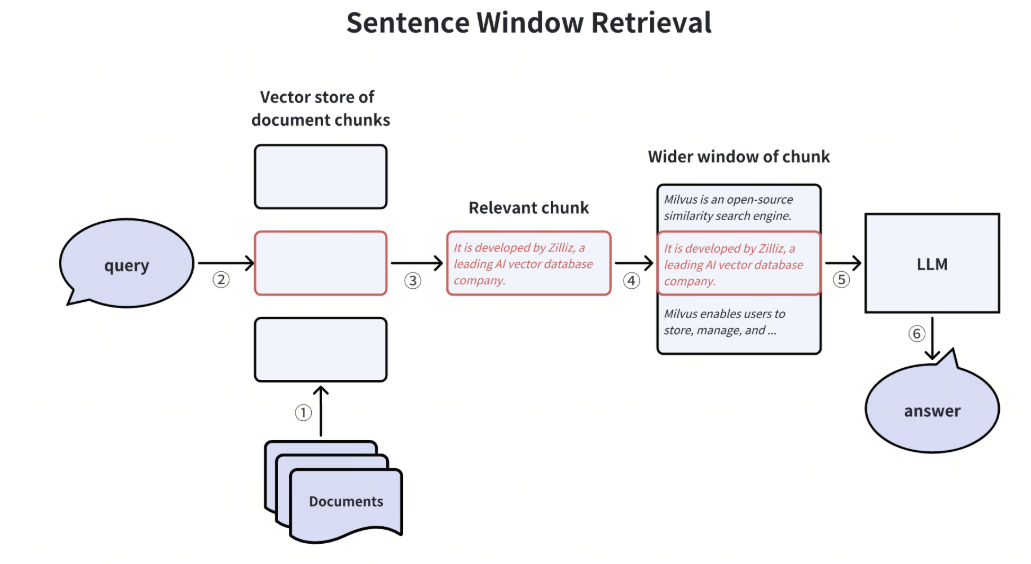 Sentence Window Retrieval
Vector store of
document chunks
Wider window of chunk
Relevant chunk
query
②
③
It is developed by Zilliz, a
leading AI vector database
company.
④
Milvus is an open-source
similarity search engine.
It is developed by Zilliz, a
leading AI vector database
company.
Milvus enables users to
store, manage, and ...
⑤
LLM
⑥
answer
①
Documents